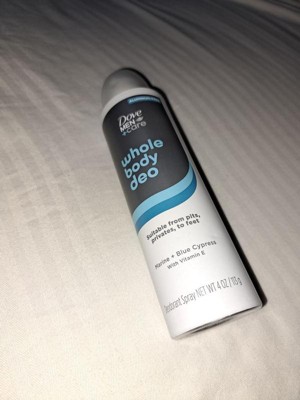 Dove
MEN
+care
whole
body
deo
Suitable from pits,
privates, to feet
Marine + Blue Cypress
With Vitamin E
Deodorant Spray NET WT 4 OZ / 113g